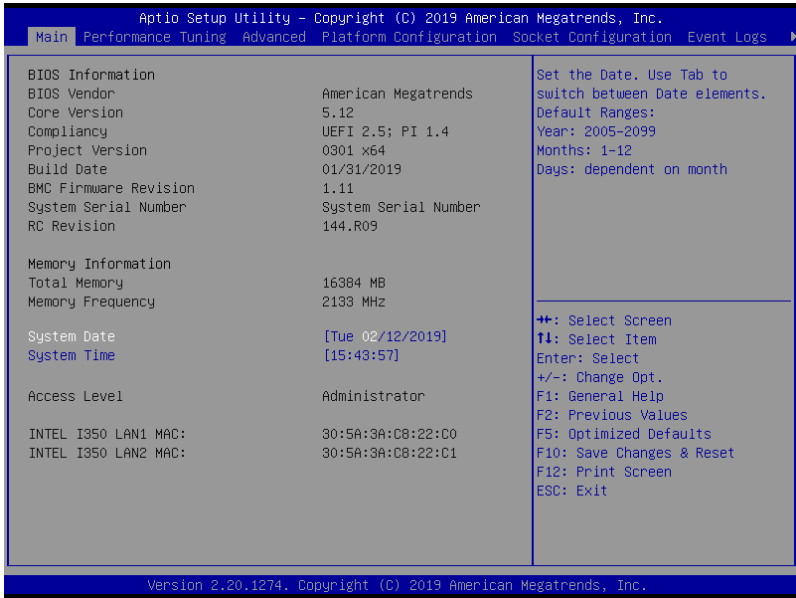 Aptio Setup Utility – Copyright (C) 2019 American Megatrends, Inc.
Main Performance Tuning Advanced Platform Configuration Socket Configuration Event Logs
BIOS Information
BIOS Vendor American Megatrends
Core Version 5.12
Compliancy UEFI 2.5; PI 1.4
Project Version 0301 x64
Build Date 01/31/2019
BMC Firmware Revision 1.11
System Serial Number System Serial Number
RC Revision 144.R09
Memory Information
Total Memory 16384 MB
Memory Frequency 2133 MHz
System Date [Tue 02/12/2019]
System Time [15:43:57]
Access Level Administrator
INTEL I350 LAN1 MAC: 30:5A:3A:C8:22:C0
INTEL I350 LAN2 MAC: 30:5A:3A:C8:22:C1
Set the Date. Use Tab to
switch between Date elements.
Default Ranges:
Year: 2005-2099
Months: 1-12
Days: dependent on month
→←: Select Screen
↑↓: Select Item
Enter: Select
+/-: Change Opt.
F1: General Help
F2: Previous Values
F5: Optimized Defaults
F10: Save Changes & Reset
F12: Print Screen
ESC: Exit
Version 2.20.1274. Copyright (C) 2019 American Megatrends, Inc.